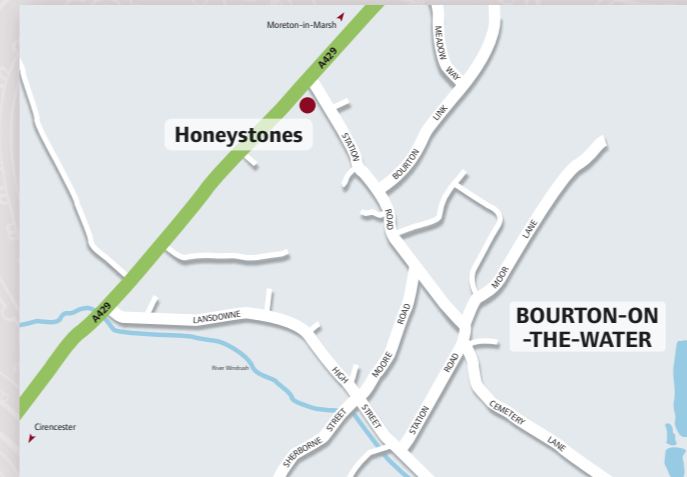 Moreton-in-Marsh
A429
MEADOW
WAY
Honeystones
STATION
ROAD
BOURTON
LINK
MOOR
LANE
A429
LANSDOWNE
BOURTON-ON
-THE-WATER
River Windrush
HIGH
STREET
MOORE
ROAD
STATION
ROAD
CEMETERY
LANE
Cirencester
SHERBORNE
STREET